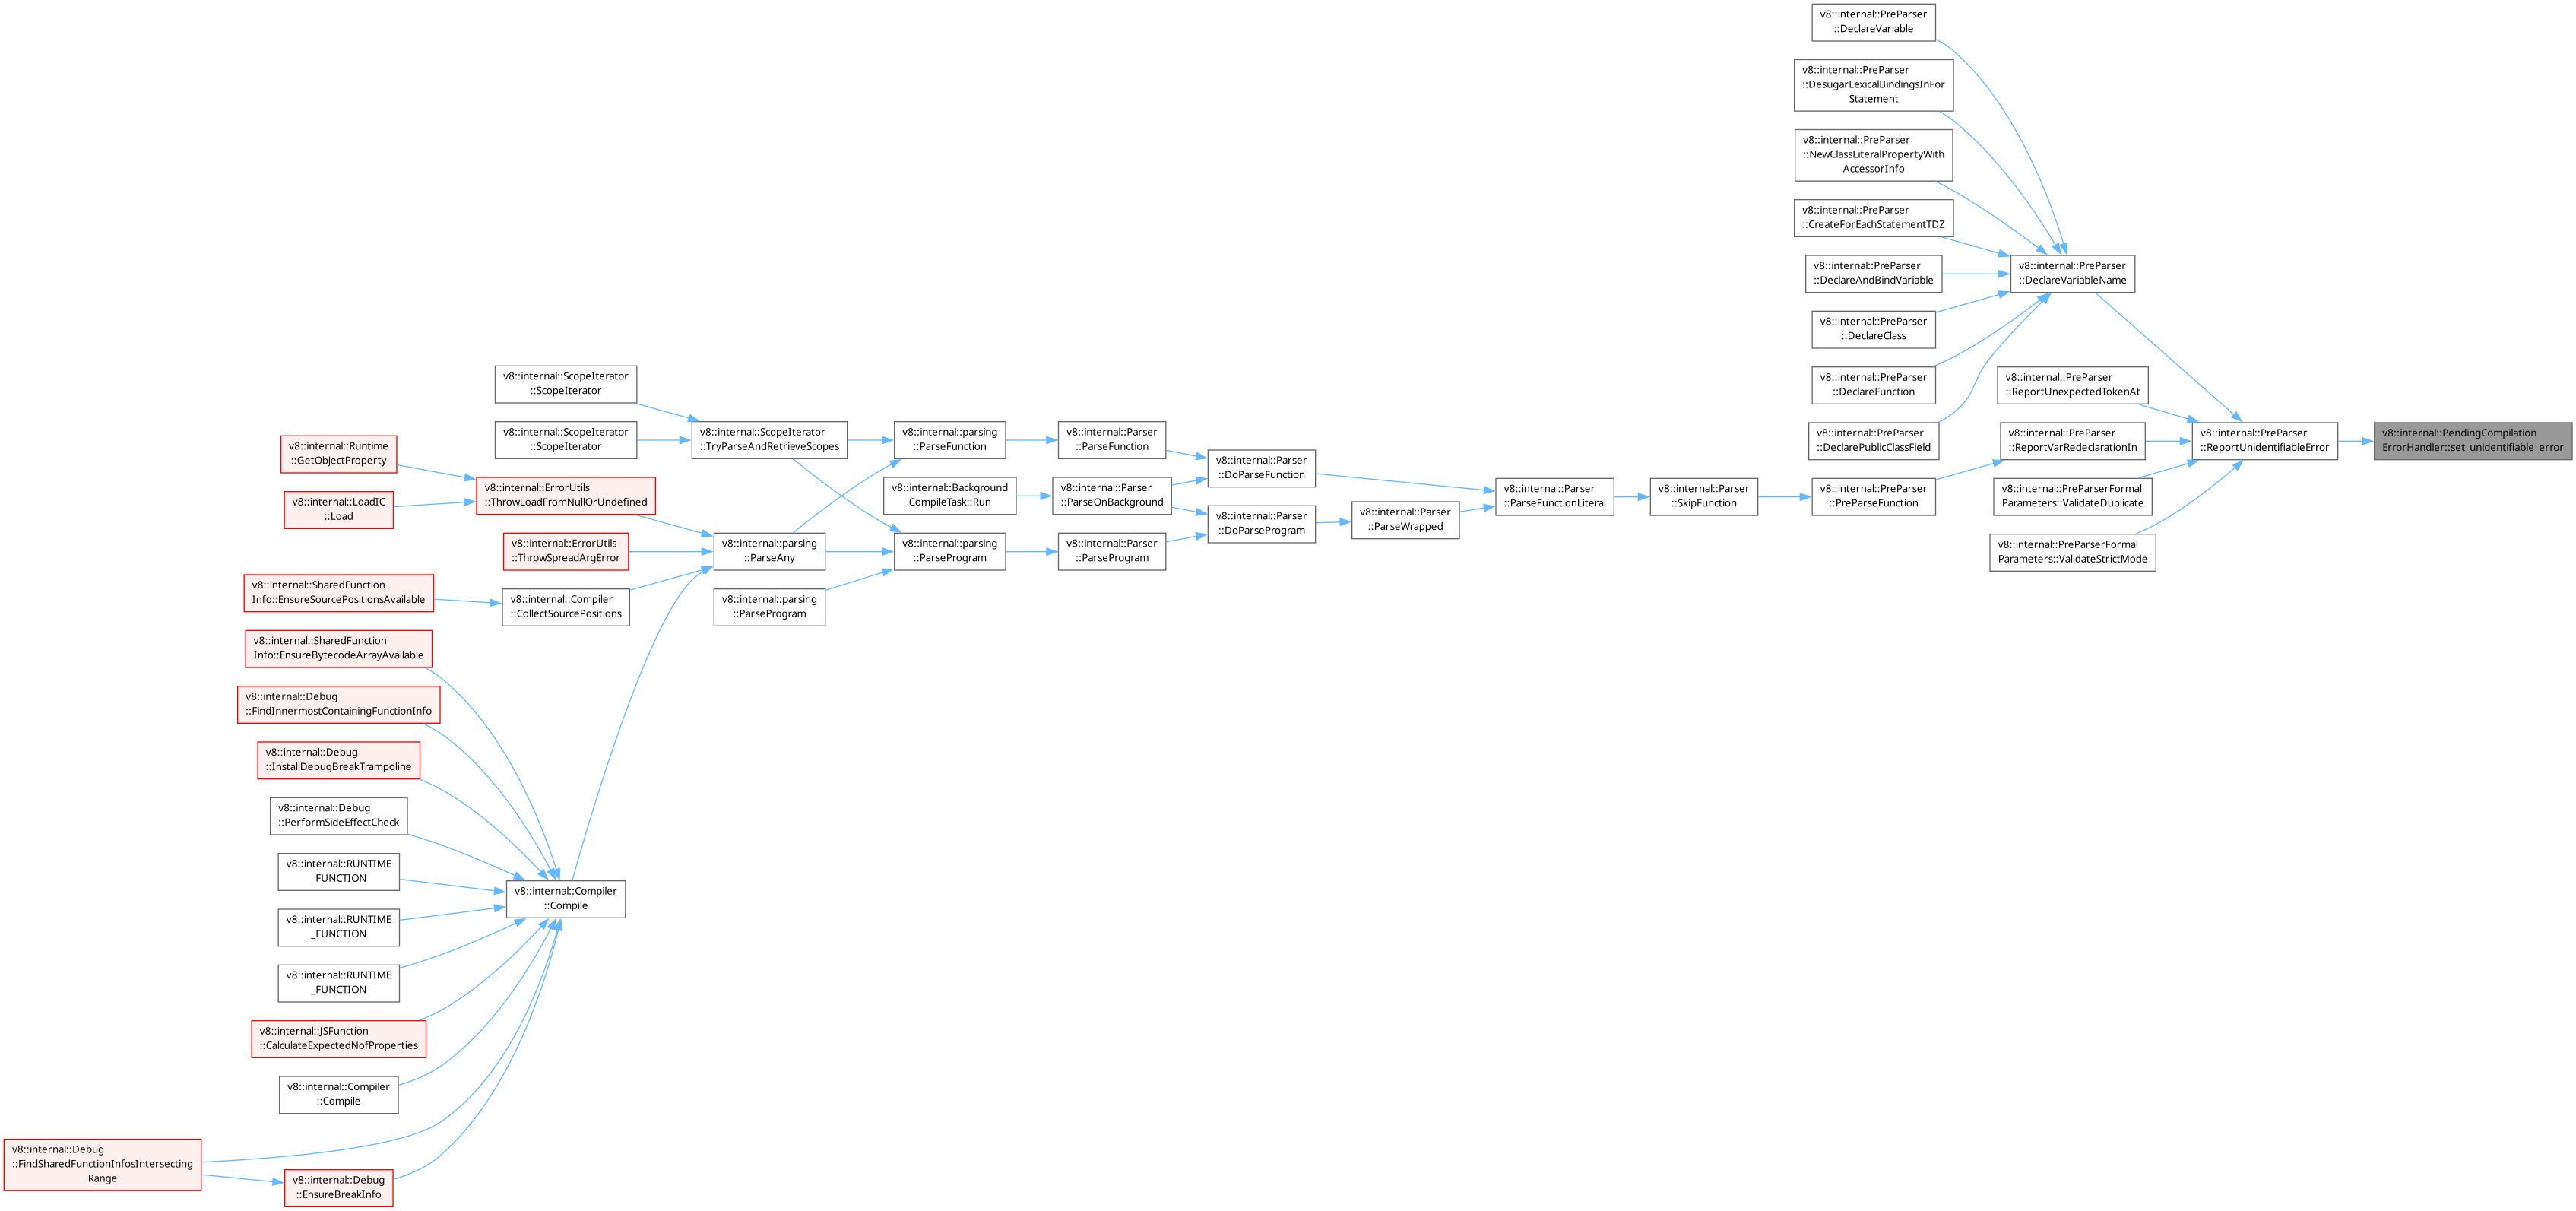 v8::internal::PreParser
::DeclareVariable
v8::internal::PreParser
::DesugarLexicalBindingsInFor
Statement
v8::internal::PreParser
::NewClassLiteralPropertyWith
AccessorInfo
v8::internal::PreParser
::CreateForEachStatementTDZ
v8::internal::PreParser
::DeclareAndBindVariable
v8::internal::PreParser
::DeclareVariableName
v8::internal::PreParser
::DeclareClass
v8::internal::PreParser
::DeclareFunction
v8::internal::PreParser
::DeclarePublicClassField
v8::internal::PreParser
::ReportUnexpectedTokenAt
v8::internal::PreParser
::ReportVarRedeclarationIn
v8::internal::PreParserFormal
Parameters::ValidateDuplicate
v8::internal::PreParserFormal
Parameters::ValidateStrictMode
v8::internal::PreParser
::ReportUnidentifiableError
v8::internal::PendingCompilation
ErrorHandler::set_unidentifiable_error
v8::internal::PreParser
::PreParseFunction
v8::internal::Parser
::SkipFunction
v8::internal::Parser
::ParseFunctionLiteral
v8::internal::Parser
::ParseWrapped
v8::internal::Parser
::DoParseFunction
v8::internal::Parser
::DoParseProgram
v8::internal::Parser
::ParseFunction
v8::internal::Parser
::ParseOnBackground
v8::internal::Parser
::ParseProgram
v8::internal::parsing
::ParseFunction
v8::internal::Background
CompileTask::Run
v8::internal::parsing
::ParseProgram
v8::internal::ScopeIterator
::TryParseAndRetrieveScopes
v8::internal::parsing
::ParseAny
v8::internal::parsing
::ParseProgram
v8::internal::ScopeIterator
::ScopeIterator
v8::internal::ScopeIterator
::ScopeIterator
v8::internal::ErrorUtils
::ThrowLoadFromNullOrUndefined
v8::internal::ErrorUtils
::ThrowSpreadArgError
v8::internal::Compiler
::CollectSourcePositions
v8::internal::Runtime
::GetObjectProperty
v8::internal::LoadIC
::Load
v8::internal::SharedFunction
Info::EnsureSourcePositionsAvailable
v8::internal::SharedFunction
Info::EnsureBytecodeArrayAvailable
v8::internal::Debug
::FindInnermostContainingFunctionInfo
v8::internal::Debug
::InstallDebugBreakTrampoline
v8::internal::Debug
::PerformSideEffectCheck
v8::internal::RUNTIME
_FUNCTION
v8::internal::Compiler
::Compile
v8::internal::RUNTIME
_FUNCTION
v8::internal::RUNTIME
_FUNCTION
v8::internal::JSFunction
::CalculateExpectedNofProperties
v8::internal::Compiler
::Compile
v8::internal::Debug
::FindSharedFunctionInfosIntersecting
Range
v8::internal::Debug
::EnsureBreakInfo